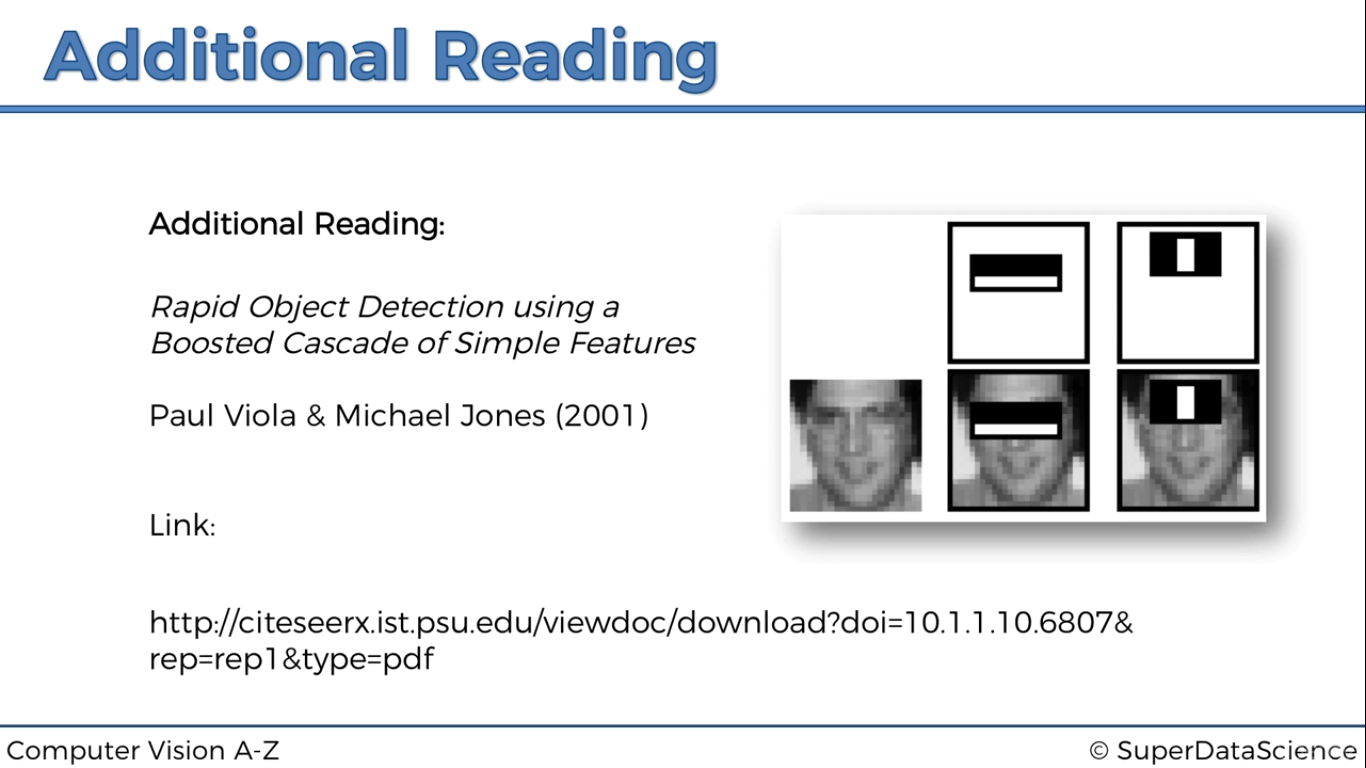 Additional Reading
Additional Reading:
Rapid Object Detection using a
Boosted Cascade of Simple Features
Paul Viola & Michael Jones (2001)
Link:
http://citeseerx.ist.psu.edu/viewdoc/download?doi=10.1.1.10.6807&
rep=rep1&type=pdf
Computer Vision A-Z
© SuperDataScience